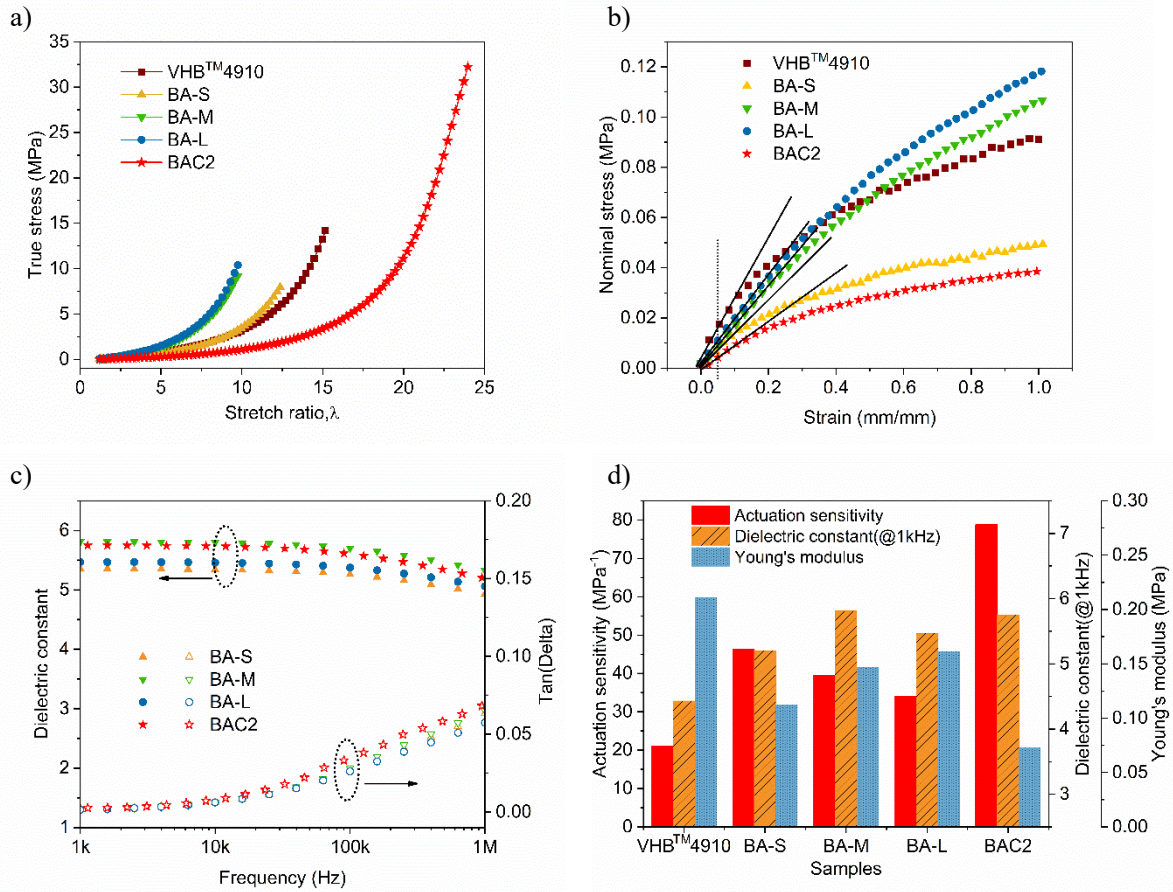 a)
True stress (MPa)
35
30
25
20
15
10
5
0
VHB™4910
BA-S
BA-M
BA-L
BAC2
0 5 10 15 20 25
Stretch ratio,λ
b)
Nominal stress (MPa)
0.12
0.10
0.08
0.06
0.04
0.02
0.00
VHB™4910
BA-S
BA-M
BA-L
BAC2
0.0 0.2 0.4 0.6 0.8 1.0
Strain (mm/mm)
c)
Dielectric constant
6
5
4
3
2
1
BA-S
BA-M
BA-L
BAC2
0.20
0.15
0.10
0.05
0.00
Tan(Delta)
1k 10k 100k 1M
Frequency (Hz)
d)
Actuation sensitivity (MPa⁻¹)
80
70
60
50
40
30
20
10
0
Actuation sensitivity
Dielectric constant(@1kHz)
Young's modulus
7
6
5
4
3
Dielectric constant(@1kHz)
0.30
0.25
0.20
0.15
0.10
0.05
0.00
Young's modulus (MPa)
VHB™4910 BA-S BA-M BA-L BAC2
Samples